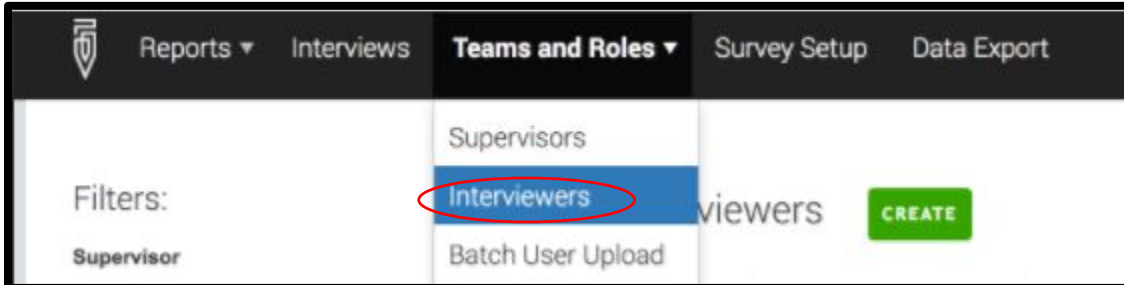 Reports ▾ Interviews Teams and Roles ▾ Survey Setup Data Export
Supervisors
Filters:
Interviewers
viewers
CREATE
Supervisor
Batch User Upload